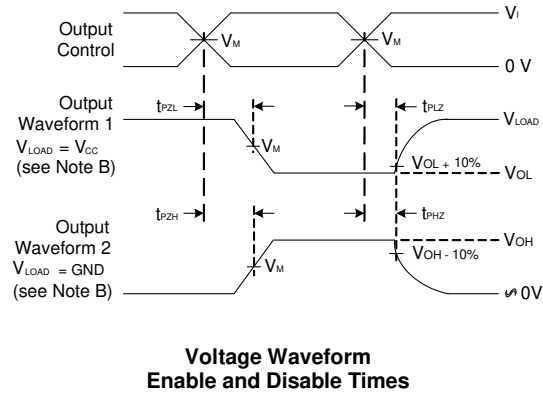 Output
Control
VM
VM
VI
0 V
Output
Waveform 1
VLOAD = VCC
(see Note B)
tPZL
tPLZ
VLOAD
VM
VOL + 10%
VOL
Output
Waveform 2
VLOAD = GND
(see Note B)
tPZH
tPHZ
VOH
VM
VOH - 10%
0V
Voltage Waveform
Enable and Disable Times